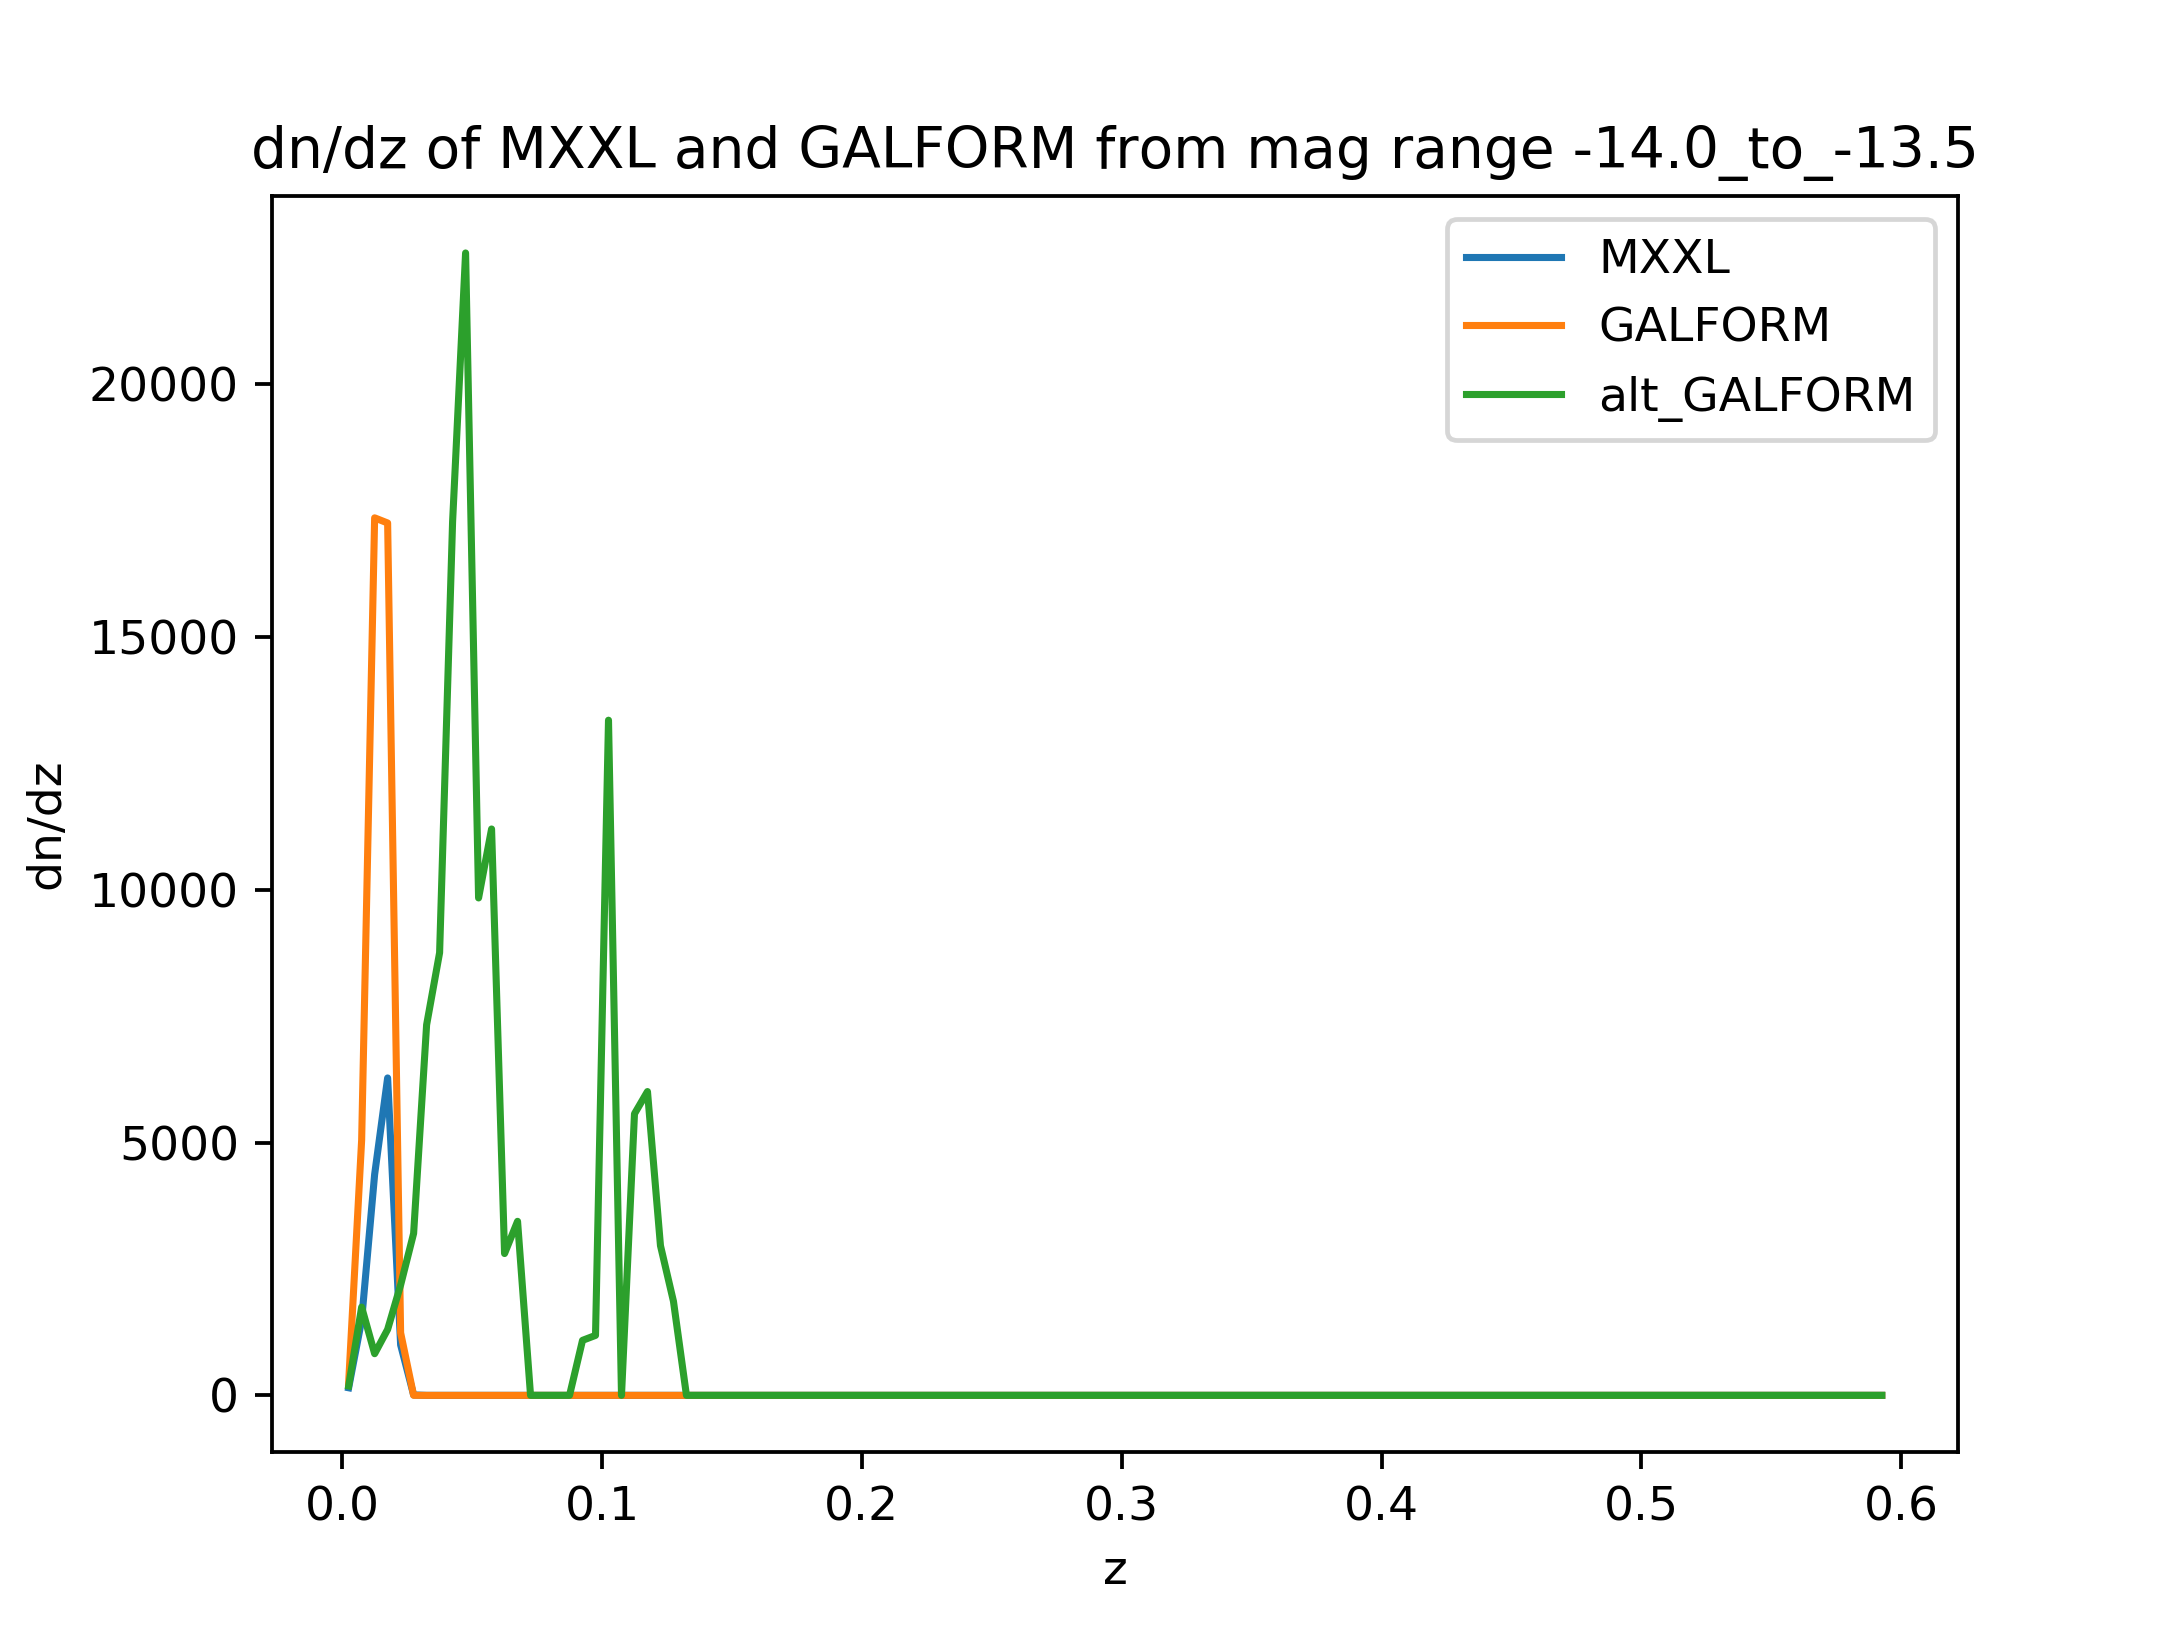 dn/dz of MXXL and GALFORM from mag range -14.0_to_-13.5
MXXL
GALFORM
alt_GALFORM
dn/dz
20000
15000
10000
5000
0
0.0 0.1 0.2 0.3 0.4 0.5 0.6
z